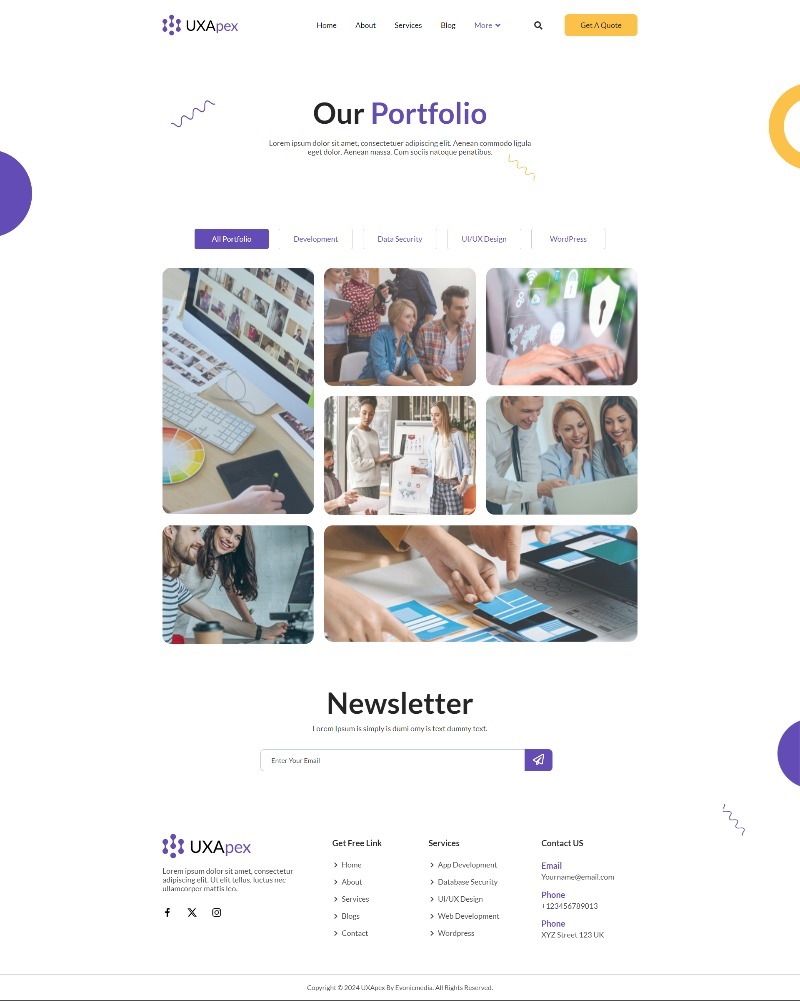 UXApex
Home About Services Blog More Get A Quote
Our Portfolio
Lorem ipsum dolor sit amet, consectetuer adipiscing elit. Aenean commodo ligula
eget dolor. Aenean massa. Cum sociis natoque penatibus.
All Portfolio Development Data Security UI/UX Design WordPress
Newsletter
Lorem Ipsum is simply is dumi omy is text dummy text.
Enter Your Email
UXApex
Lorem ipsum dolor sit amet, consectetur
adipiscing elit. Ut elit tellus, luctus nec
ullamcorper mattis leo.
Get Free Link
Home
About
Services
Blogs
Contact
Services
App Development
Database Security
UI/UX Design
Web Development
Wordpress
Contact US
Email
Yourname@email.com
Phone
+123456789013
Phone
XYZ Street 123 UK
Copyright © 2024 UXApex By Evonicmedia. All Rights Reserved.